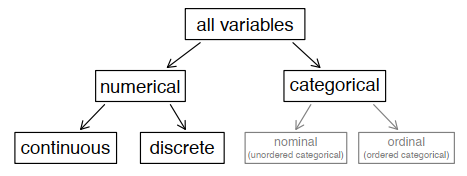 all variables
numerical
categorical
continuous
discrete
nominal
(unordered categorical)
ordinal
(ordered categorical)